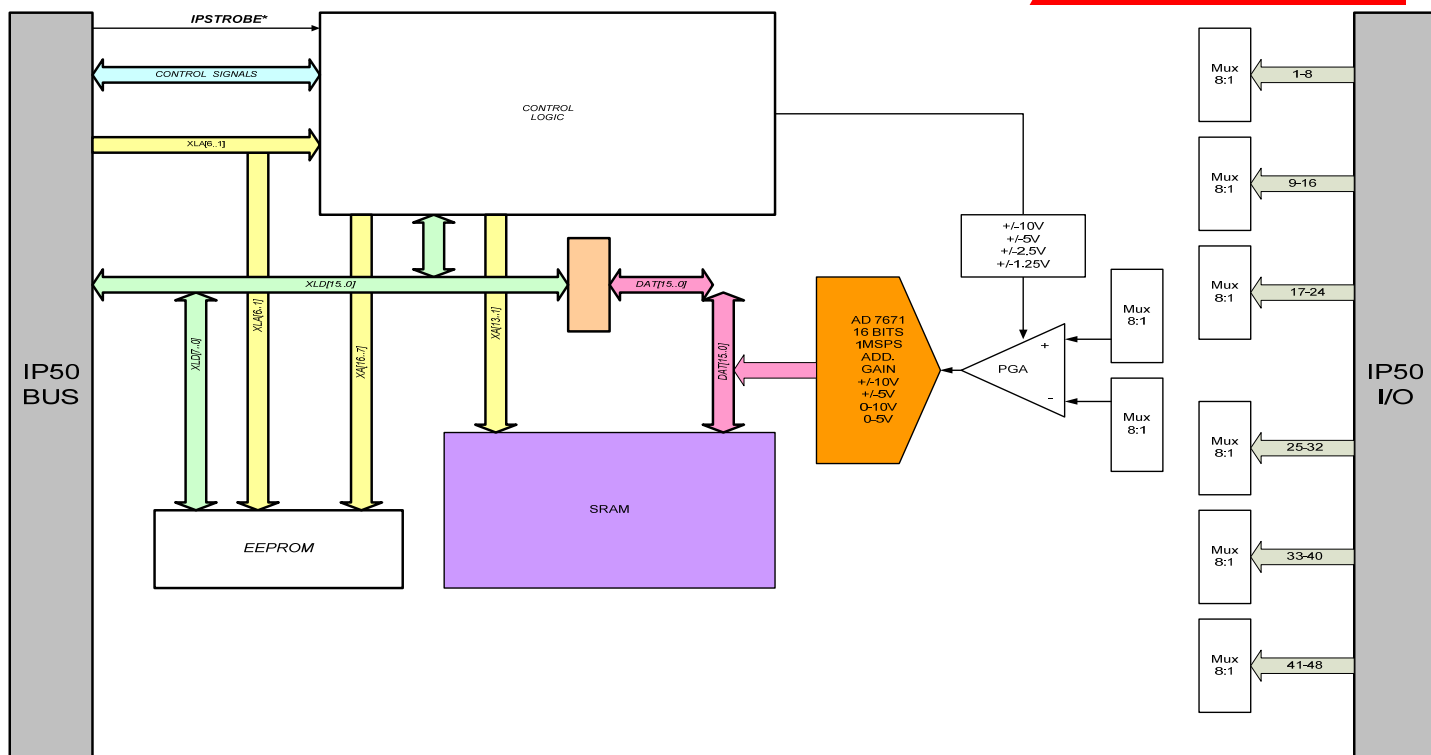 IPSTROBE*
CONTROL SIGNALS
XLA[6..1]
CONTROL
LOGIC
Mux
8:1
1-8
Mux
8:1
9-16
Mux
8:1
17-24
+/-10V
+/-5V
+/-2.5V
+/-1.25V
XLD[15..0]
DAT[15..0]
XLD[7..0]
XLA[6..1]
XA[16..7]
XA[13..1]
DAT[15..0]
IP50
BUS
AD 7671
16 BITS
1MSPS
ADD.
GAIN
+/-10V
+/-5V
0-10V
0-5V
+
PGA
-
Mux
8:1
Mux
8:1
IP50
I/O
Mux
8:1
25-32
EEPROM
SRAM
Mux
8:1
33-40
Mux
8:1
41-48